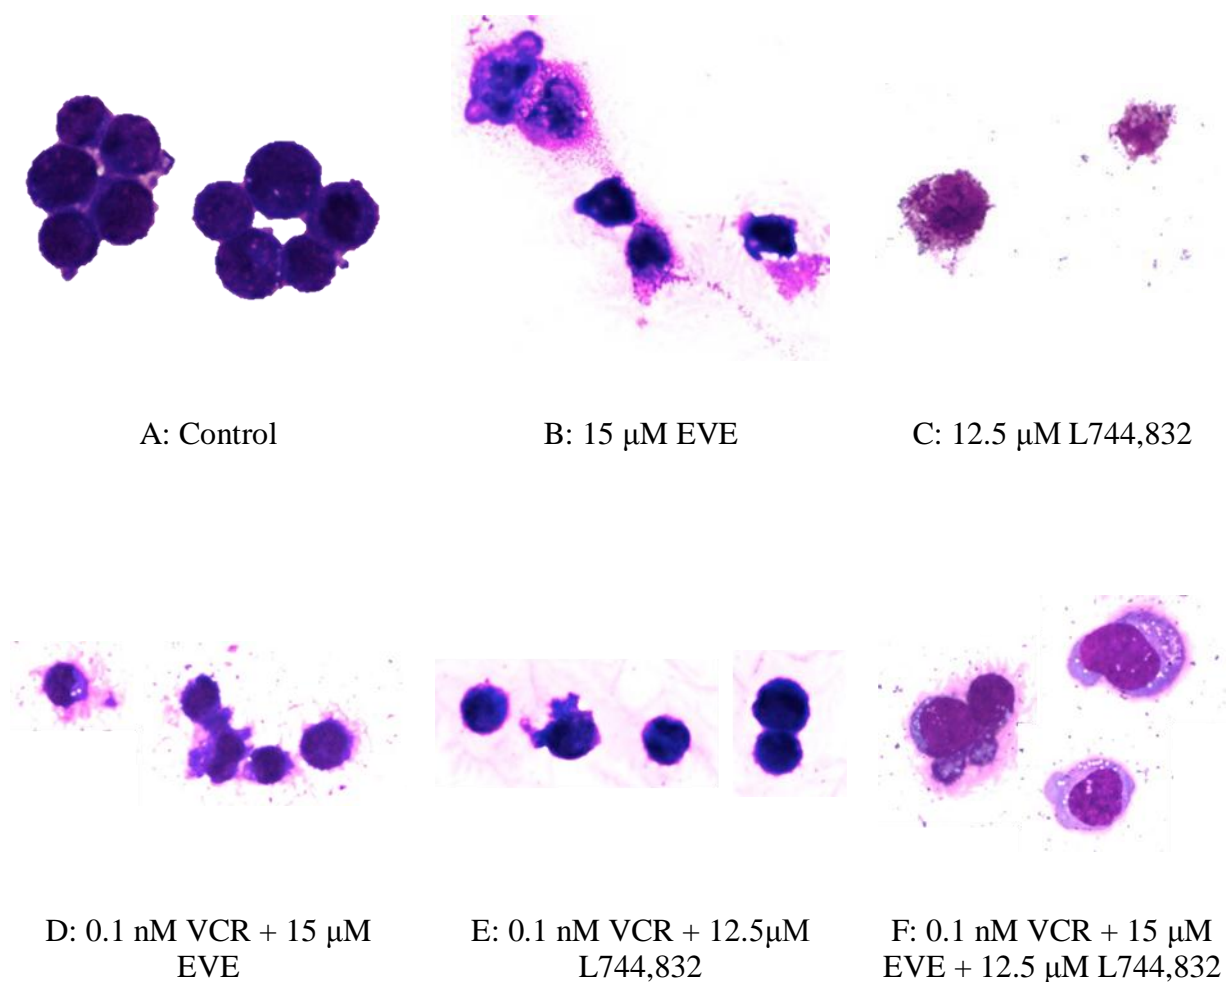 A: Control
B: 15 μM EVE
C: 12.5 μM L744,832
D: 0.1 nM VCR + 15 μM
EVE
E: 0.1 nM VCR + 12.5μM
L744,832
F: 0.1 nM VCR + 15 μM
EVE + 12.5 μM L744,832